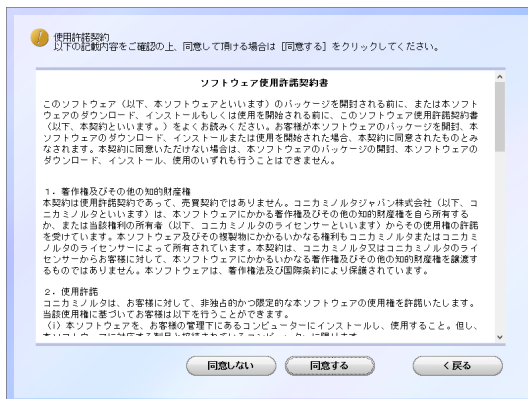 使用許諾契約
以下の記載内容をご確認の上、同意して頂ける場合は［同意する］をクリックしてください。
ソフトウェア使用許諾契約書
このソフトウェア（以下、本ソフトウェアといいます）のパッケージを開封される前に、または本ソフト
ウェアのダウンロード、インストールもしくは使用を開始される前に、このソフトウェア使用許諾契約書
（以下、本契約といいます。）をよくお読みください。お客様が本ソフトウェアのパッケージを開封、本
ソフトウェアのダウンロード、インストールまたは使用を開始された場合、本契約に同意されたものとみ
なされます。本契約に同意いただけない場合は、本ソフトウェアのパッケージの開封、本ソフトウェアの
ダウンロード、インストール、使用のいずれも行うことはできません。
1．著作権及びその他の知的財産権
本契約は使用許諾契約であって、売買契約ではありません。コニカミノルタジャパン株式会社（以下、コ
ニカミノルタといいます）は、本ソフトウェアにかかる著作権及びその他の知的財産権を自ら所有する
か、または当該権利の所有者（以下、コニカミノルタのライセンサーといいます）からその使用権の許諾
を受けています。本ソフトウェア及びその複製物にかかるいかなる権利もコニカミノルタまたはコニカミ
ノルタのライセンサーによって所有されています。本契約は、コニカミノルタ又はコニカミノルタのライ
センサーからお客様に対して、本ソフトウェアにかかるいかなる著作権及びその他の知的財産権を譲渡す
るものではありません。本ソフトウェアは、著作権法及び国際条約により保護されています。
2．使用許諾
コニカミノルタは、お客様に対して、非独占的かつ限定的な本ソフトウェアの使用権を許諾いたします。
当該使用権に基づいてお客様は以下を行うことができます。
（i）本ソフトウェアを、お客様の管理下にあるコンピューターにインストールし、使用すること。但し、
同意しない
同意する
＜戻る